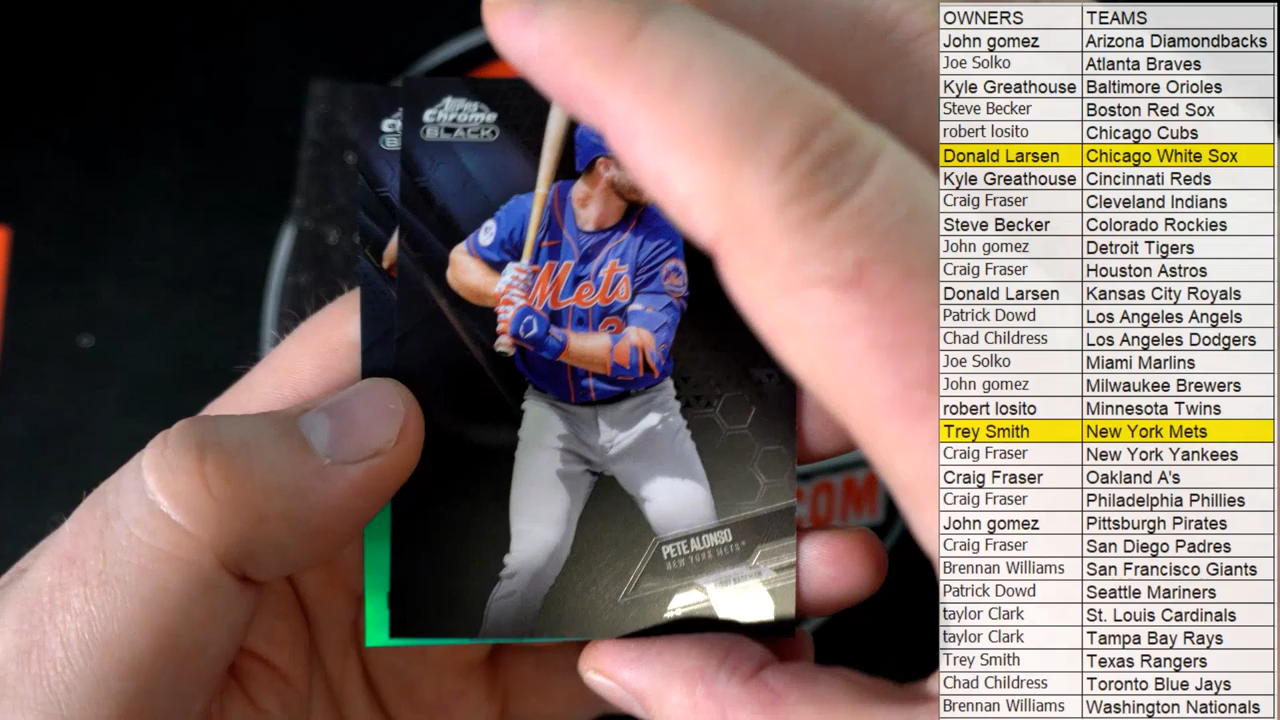 Topps
Chrome
BLACK
Mets
PETE ALONSO
NEW YORK METS
COM
OWNERS TEAMS
John gomez Arizona Diamondbacks
Joe Solko Atlanta Braves
Kyle Greathouse Baltimore Orioles
Steve Becker Boston Red Sox
robert losito Chicago Cubs
Donald Larsen Chicago White Sox
Kyle Greathouse Cincinnati Reds
Craig Fraser Cleveland Indians
Steve Becker Colorado Rockies
John gomez Detroit Tigers
Craig Fraser Houston Astros
Donald Larsen Kansas City Royals
Patrick Dowd Los Angeles Angels
Chad Childress Los Angeles Dodgers
Joe Solko Miami Marlins
John gomez Milwaukee Brewers
robert losito Minnesota Twins
Trey Smith New York Mets
Craig Fraser New York Yankees
Craig Fraser Oakland A's
Craig Fraser Philadelphia Phillies
John gomez Pittsburgh Pirates
Craig Fraser San Diego Padres
Brennan Williams San Francisco Giants
Patrick Dowd Seattle Mariners
taylor Clark St. Louis Cardinals
taylor Clark Tampa Bay Rays
Trey Smith Texas Rangers
Chad Childress Toronto Blue Jays
Brennan Williams Washington Nationals